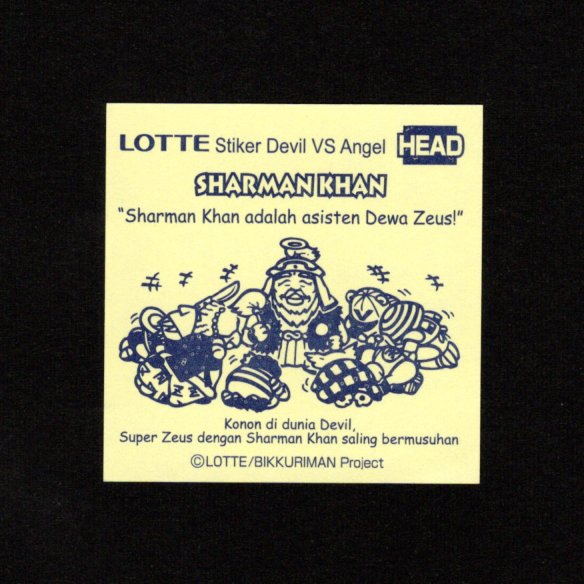 LOTTE Stiker Devil VS Angel HEAD
SHARMAN KHAN
“Sharman Khan adalah asisten Dewa Zeus!”
Konon di dunia Devil,
Super Zeus dengan Sharman Khan saling bermusuhan
©LOTTE/BIKKURIMAN Project